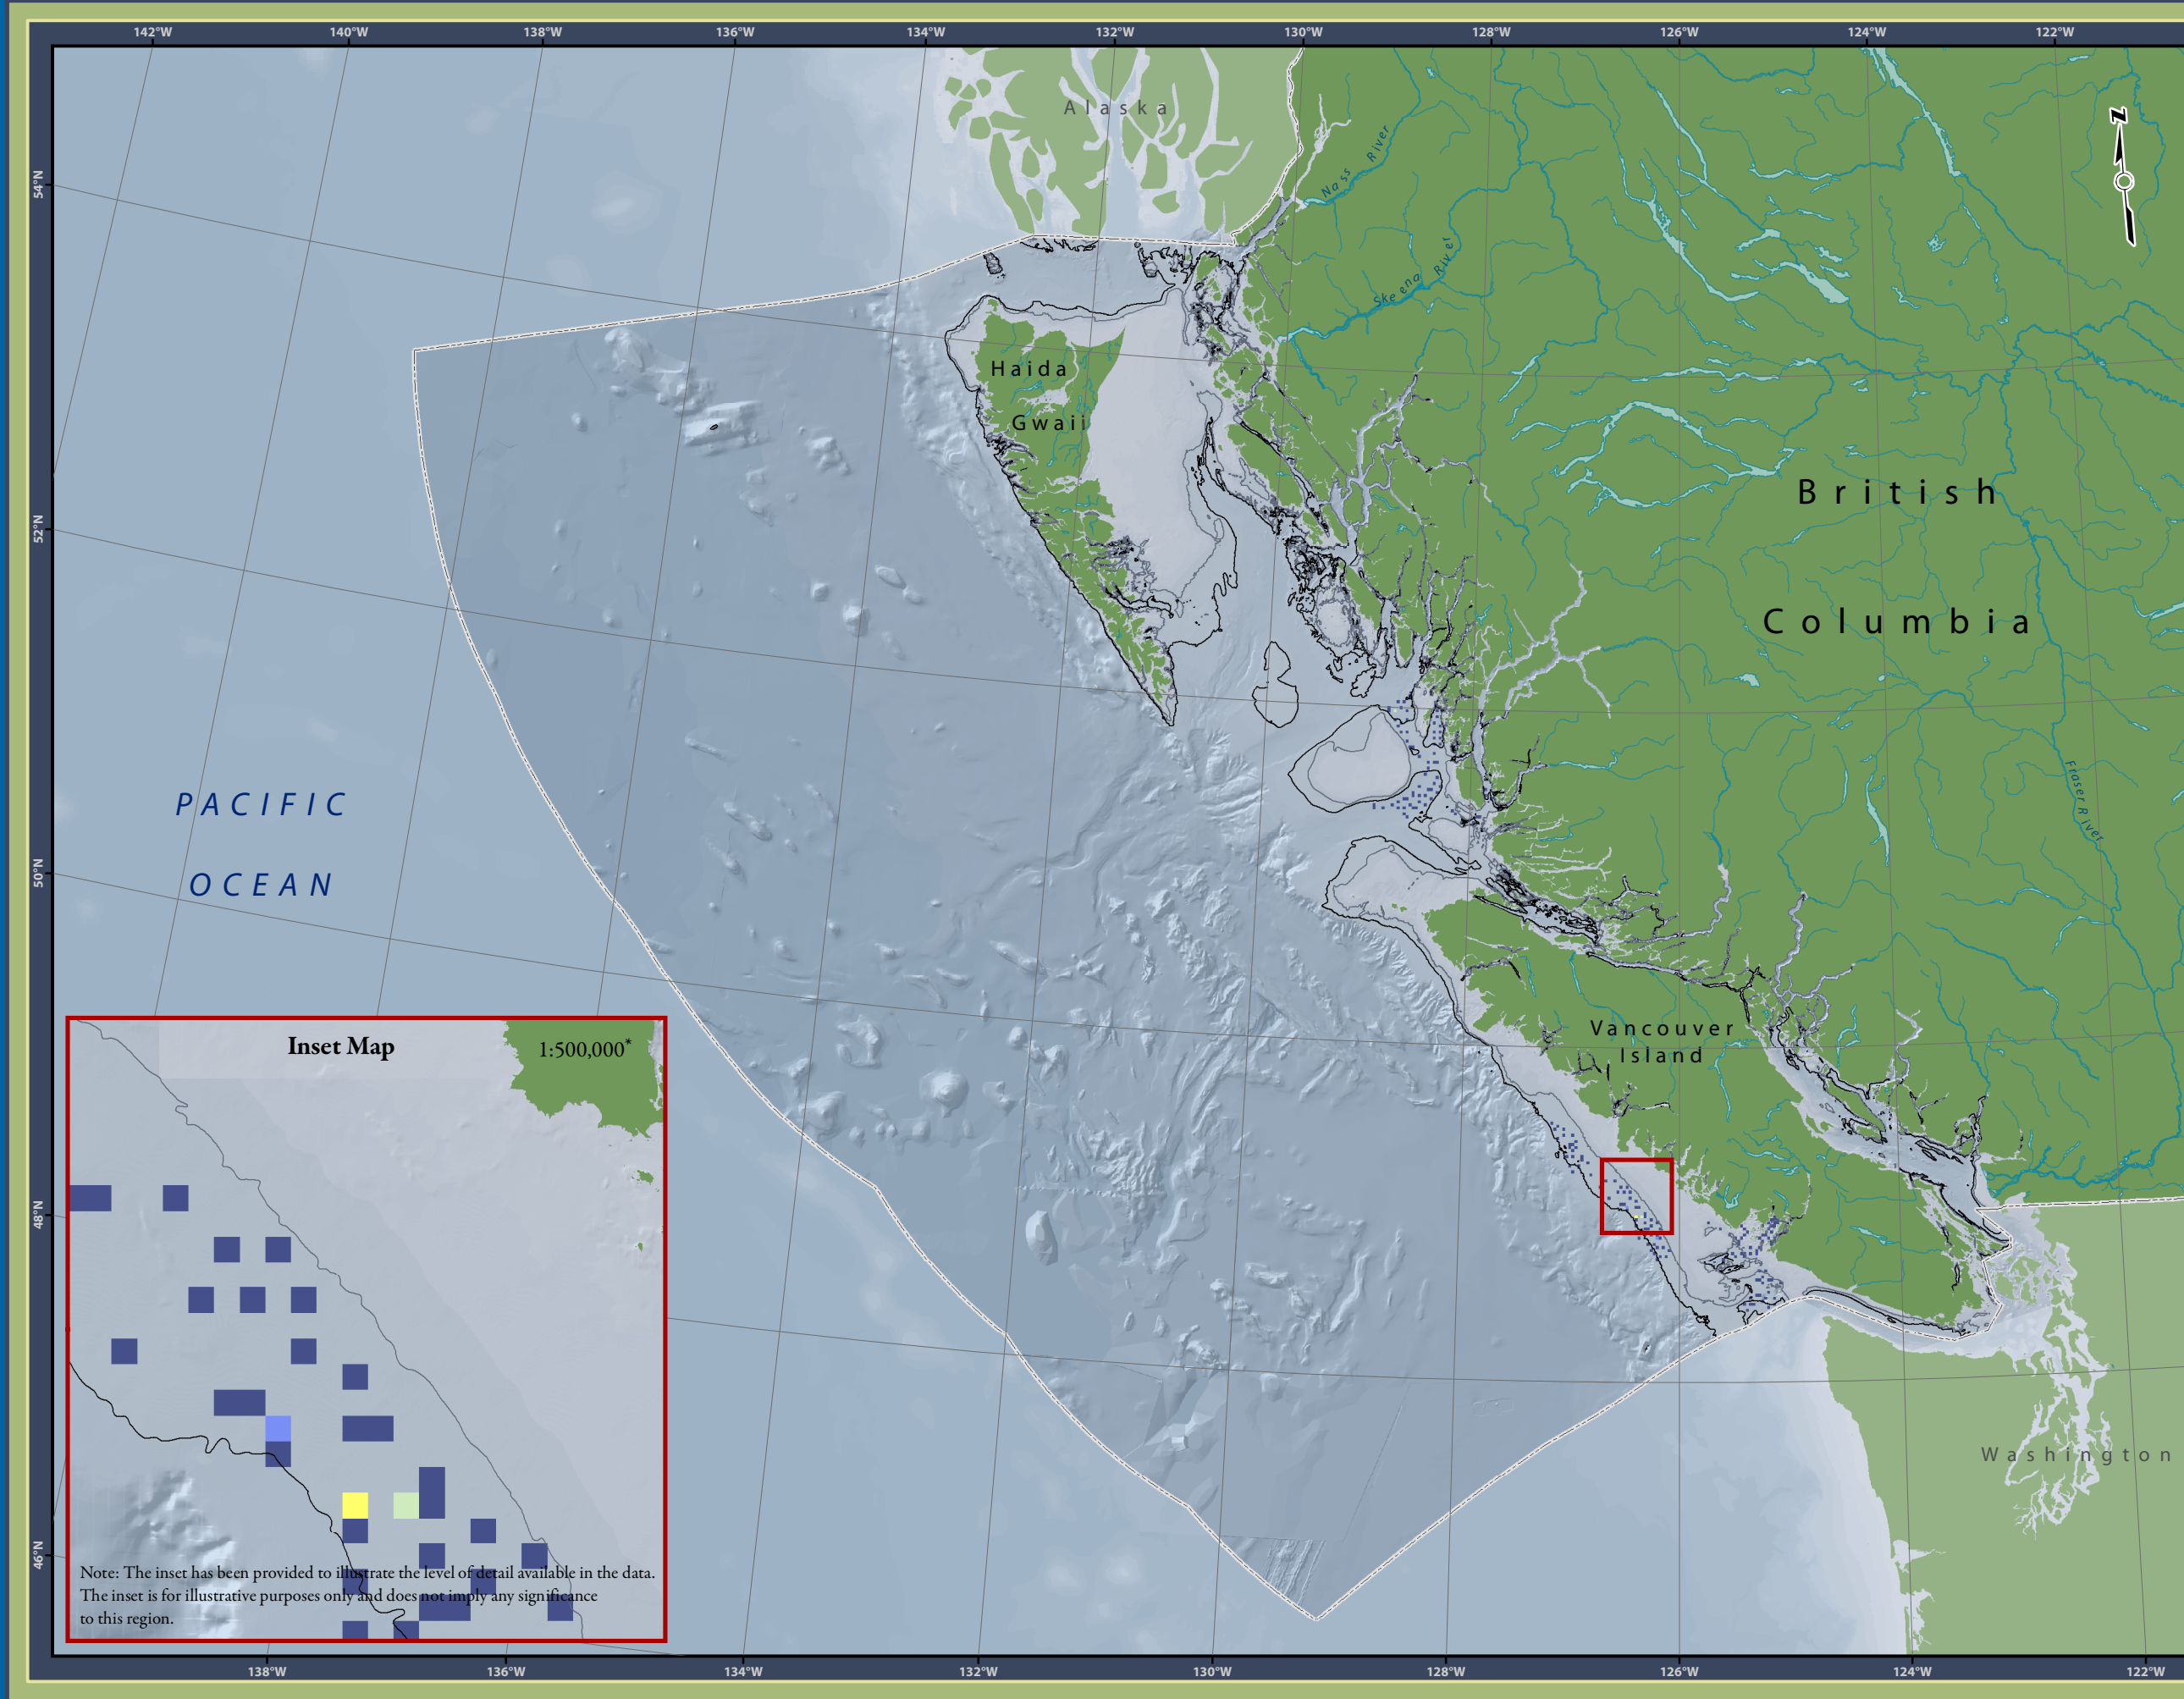 142°W 140°W 138°W 136°W 134°W 132°W 130°W 128°W 126°W 124°W 122°W
Alaska
N
54°N
Nass River
Skeena River
Haida
Gwaii
British
52°N
Columbia
PACIFIC
Fraser River
50°N
OCEAN
Vancouver
Island
Inset Map
1:500,000*
48°N
Washington
46°N
Note: The inset has been provided to illustrate the level of detail available in the data.
The inset is for illustrative purposes only and does not imply any significance
to this region.
138°W 136°W 134°W 132°W 130°W 128°W 126°W 124°W 122°W